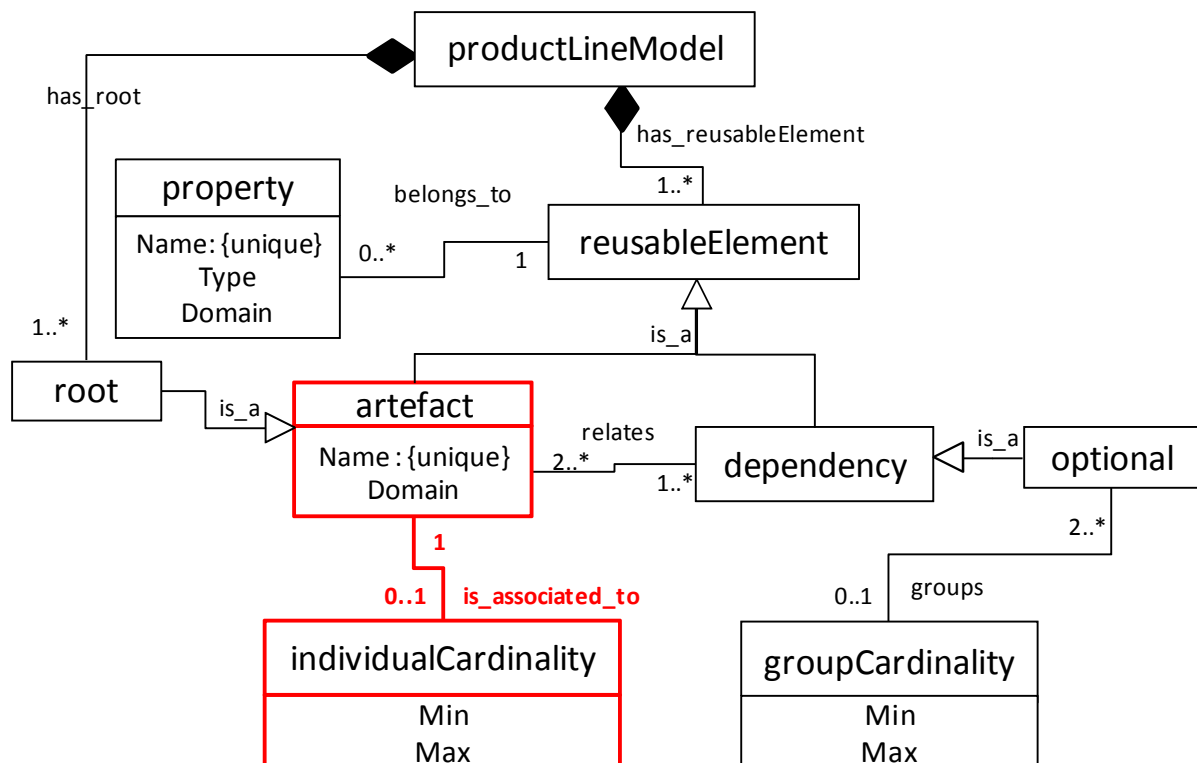 productLineModel
has_root
has_reusableElement
1..*
property
Name: {unique}
Type
Domain
belongs_to
0..*
1
reusableElement
is_a
1..*
root
is_a
artefact
Name : {unique}
Domain
relates
2..*
1..*
dependency
is_a
optional
2..*
1
0..1
is_associated_to
individualCardinality
Min
Max
0..1
groups
groupCardinality
Min
Max